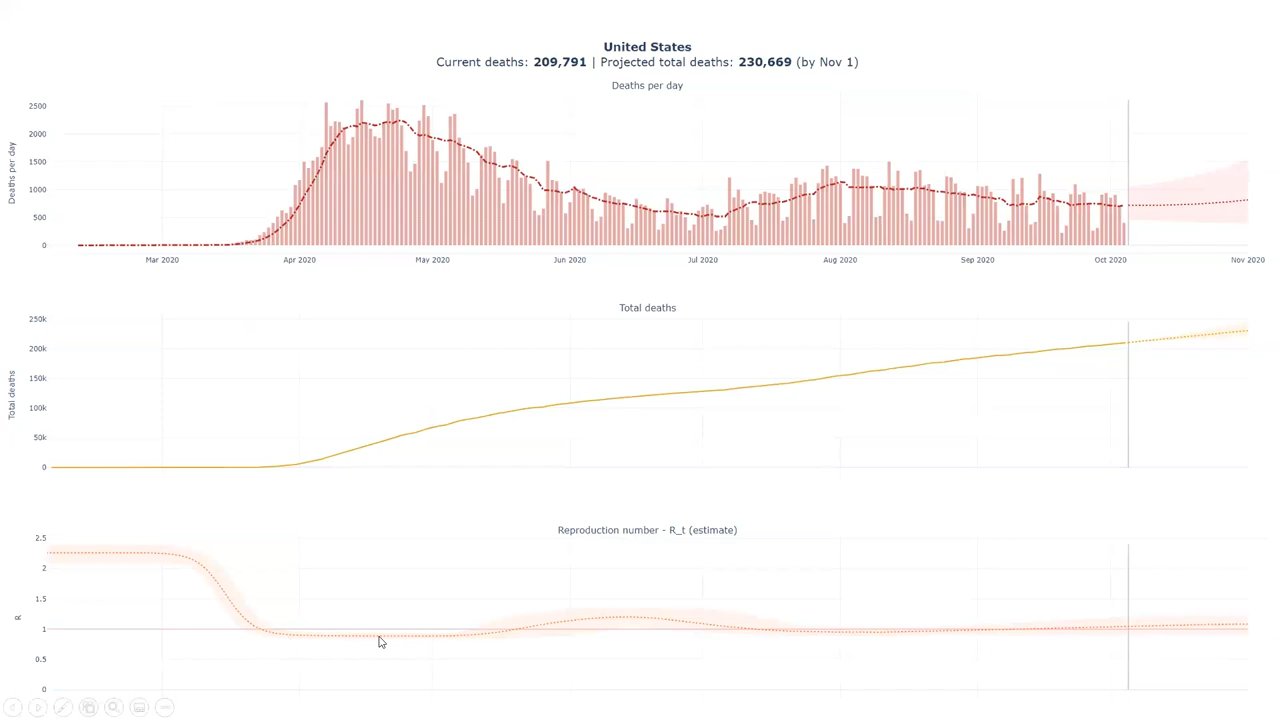 United States
Current deaths: 209,791 | Projected total deaths: 230,669 (by Nov 1)
Deaths per day
Deaths per day
2500
2000
1500
1000
500
0
Mar 2020 Apr 2020 May 2020 Jun 2020 Jul 2020 Aug 2020 Sep 2020 Oct 2020 Nov 2020
Total deaths
Total deaths
250k
200k
150k
100k
50k
0
Reproduction number - R_t (estimate)
R
2.5
2
1.5
1
0.5
0